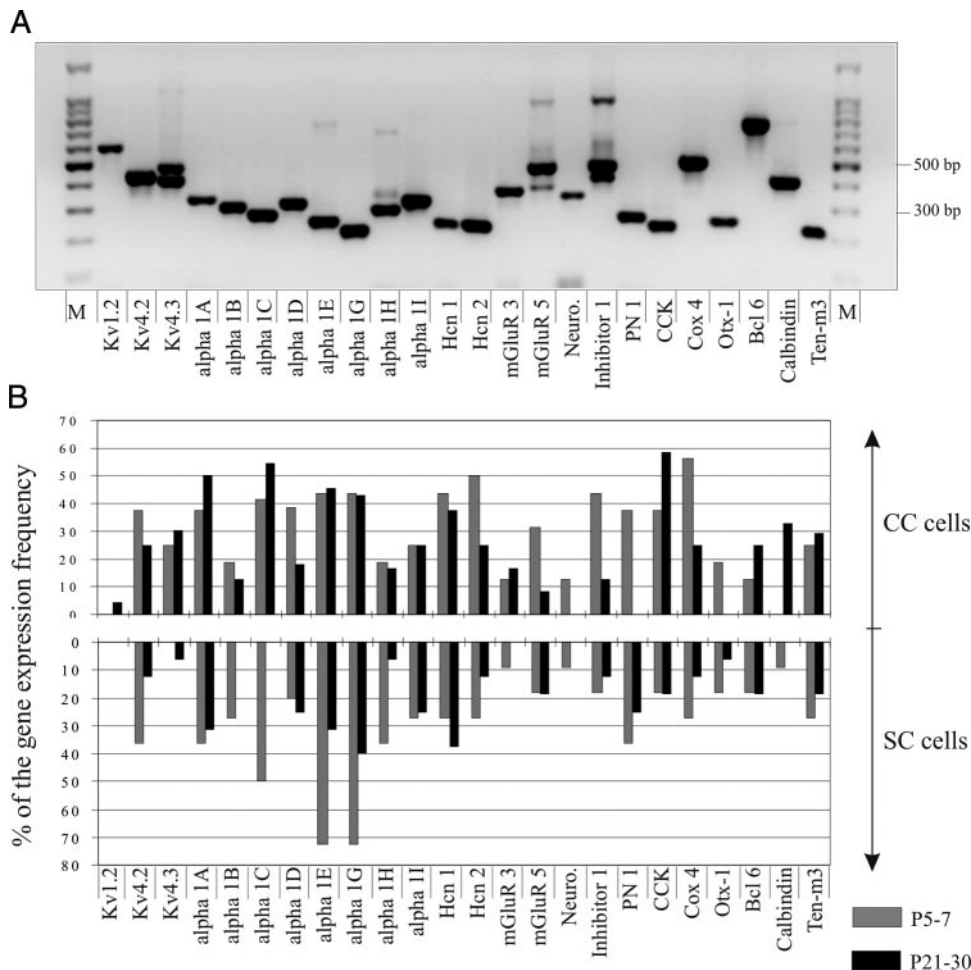 A
500 bp
300 bp
M
Kv1.2
Kv4.2
Kv4.3
alpha 1A
alpha 1B
alpha 1C
alpha 1D
alpha 1E
alpha 1G
alpha 1H
alpha 1I
Hcn 1
Hcn 2
mGluR 3
mGluR 5
Neuro.
Inhibitor 1
PN 1
CCK
Cox 4
Otx-1
Bcl 6
Calbindin
Ten-m3
M
B
% of the gene expression frequency
70
60
50
40
30
20
10
0
0
10
20
30
40
50
60
70
80
CC cells
SC cells
Kv1.2
Kv4.2
Kv4.3
alpha 1A
alpha 1B
alpha 1C
alpha 1D
alpha 1E
alpha 1G
alpha 1H
alpha 1I
Hcn 1
Hcn 2
mGluR 3
mGluR 5
Neuro.
Inhibitor 1
PN 1
CCK
Cox 4
Otx-1
Bcl 6
Calbindin
Ten-m3
P5-7
P21-30